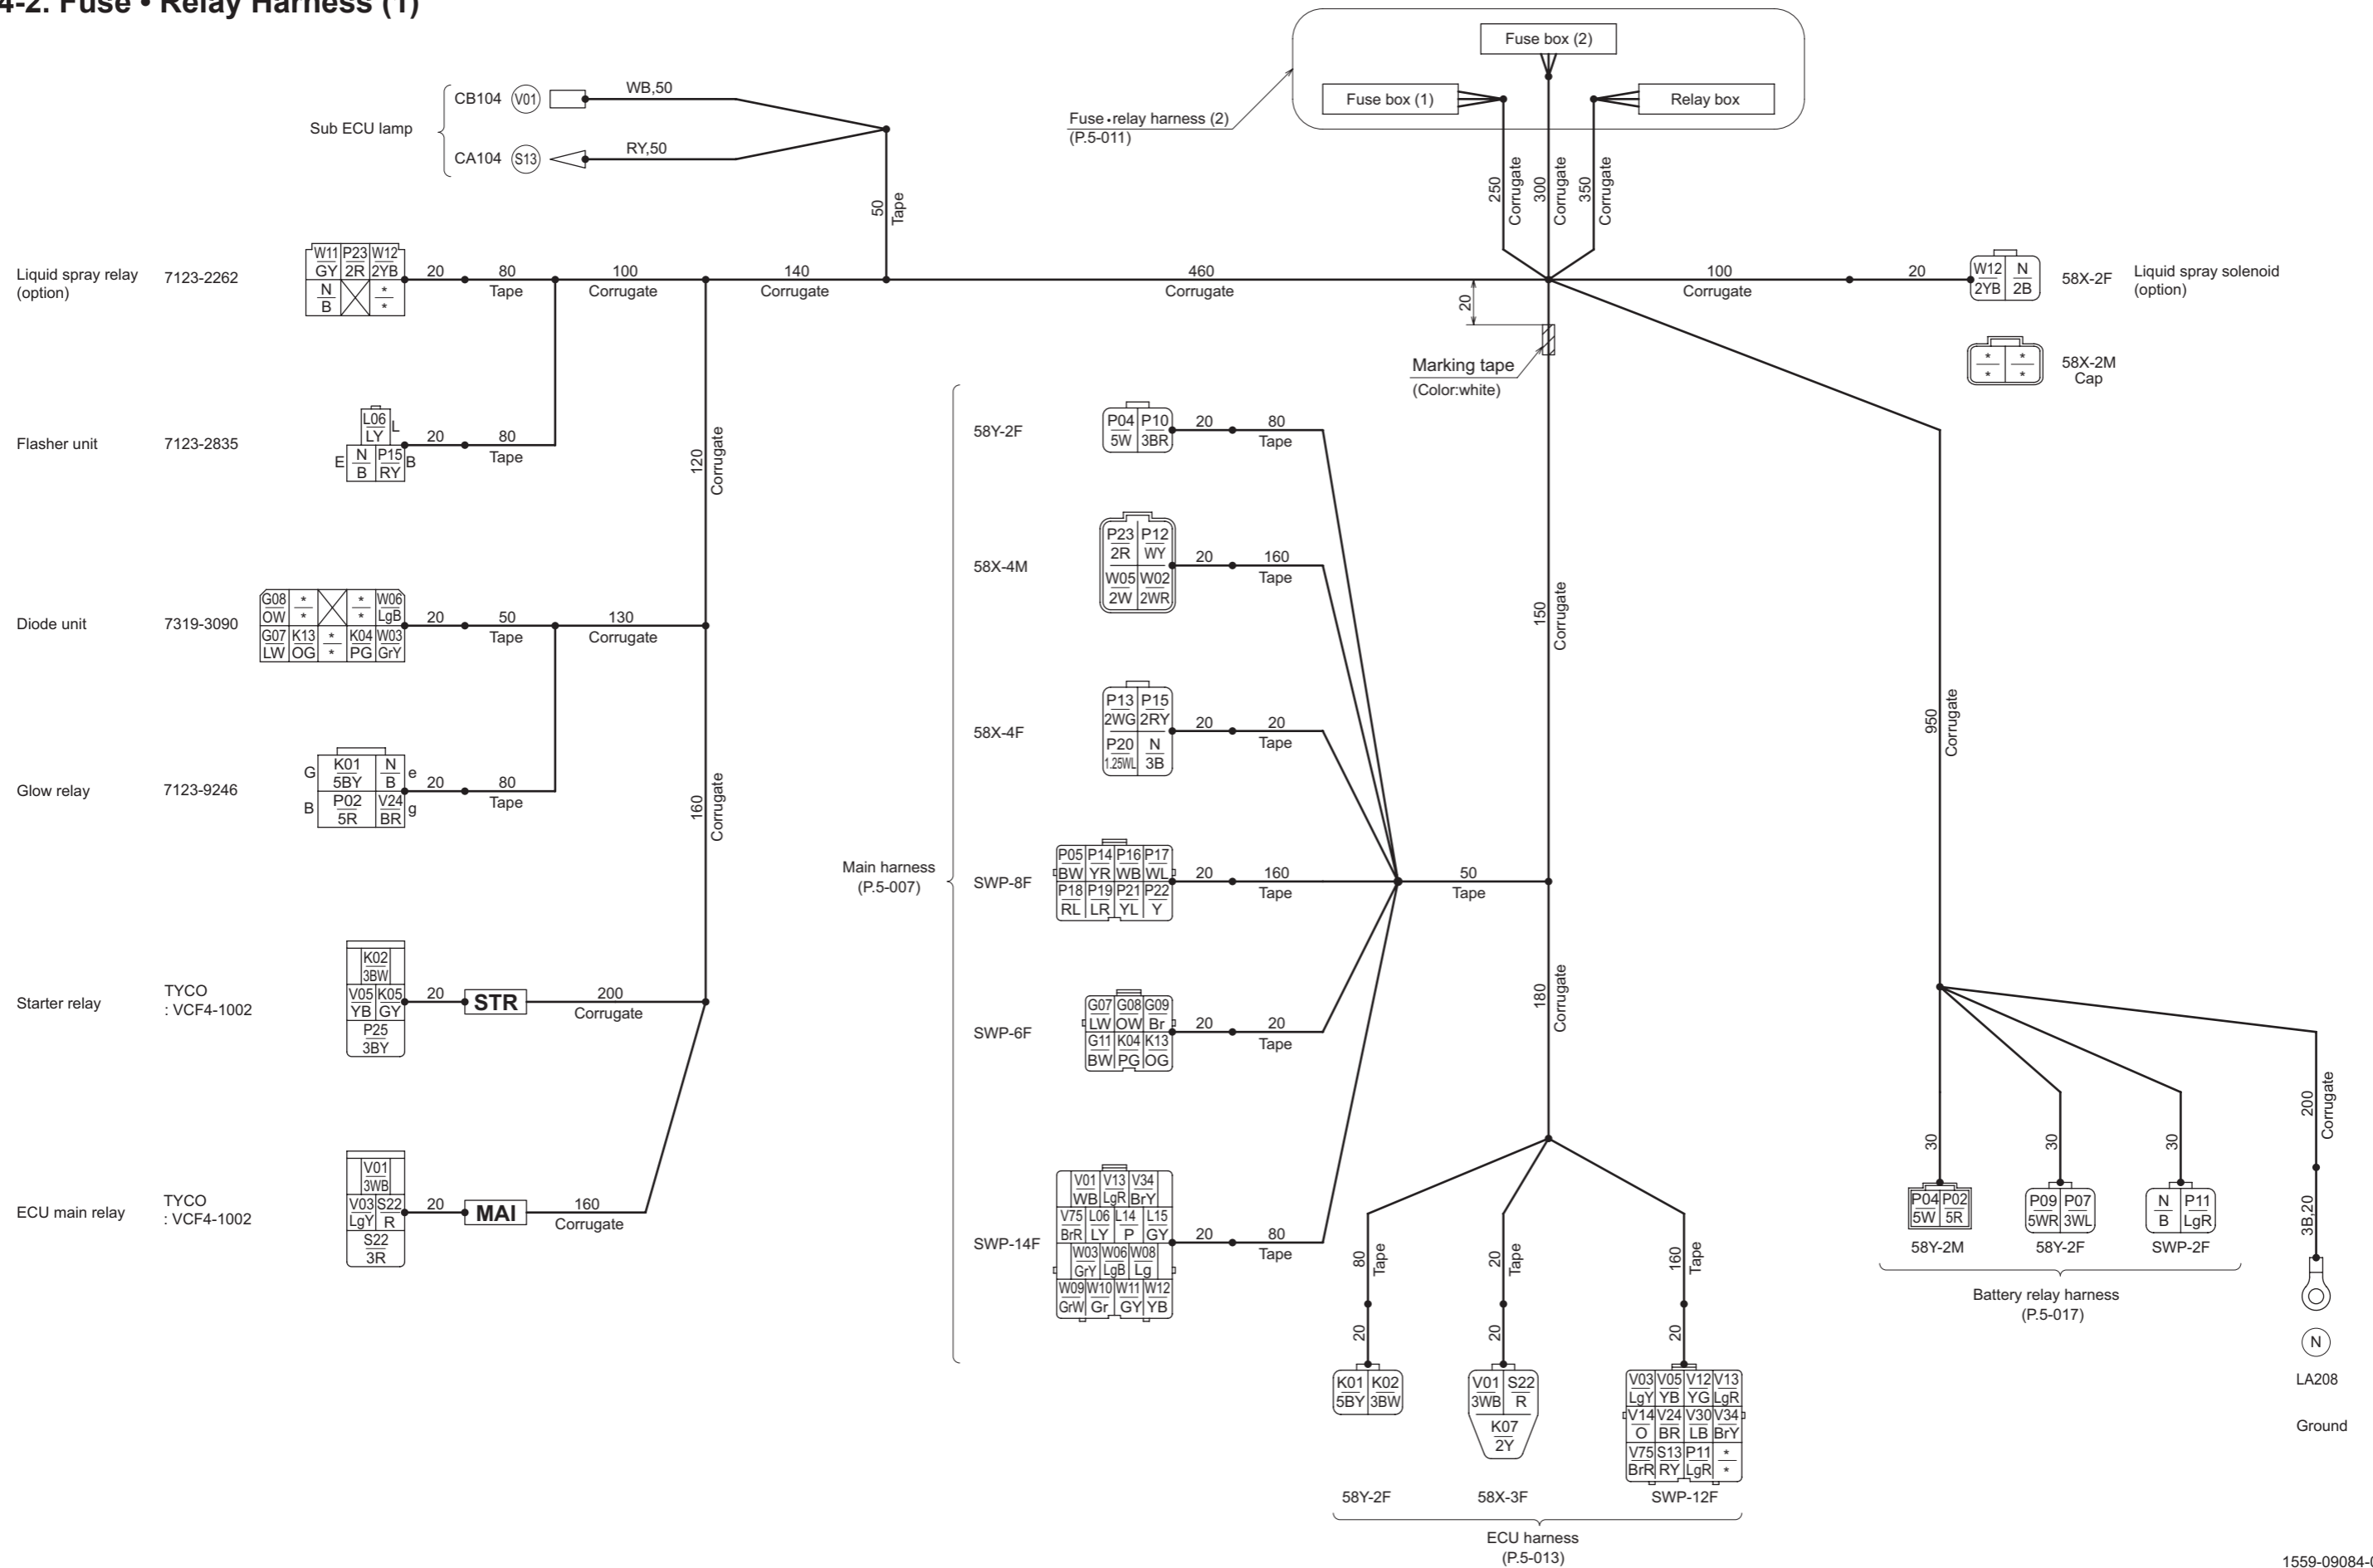 4-2. Fuse • Relay Harness (1)
Sub ECU lamp
CB104 V01 WB,50
CA104 S13 RY,50
50 Tape
Fuse box (2)
Fuse box (1)
Relay box
Fuse•relay harness (2)
(P.5-011)
250 Corrugate
300 Corrugate
350 Corrugate
Liquid spray relay
(option)
7123-2262
W11 P23 W12
GY 2R 2YB
N *
B *
20 80 Tape
100 Corrugate
140 Corrugate
460 Corrugate
100 Corrugate
20
W12 N
2YB 2B
58X-2F
Liquid spray solenoid
(option)
* *
* *
58X-2M
Cap
20
Marking tape
(Color:white)
Flasher unit
7123-2835
L06
LY L
E N P15 B
B RY
20 80 Tape
120 Corrugate
Diode unit
7319-3090
G08 * * W06
OW * * LgB
G07 K13 * K04 W03
LW OG * PG GrY
20 50 Tape
130 Corrugate
Glow relay
7123-9246
G K01 N e
5BY B
B P02 V24 g
5R BR
20 80 Tape
160 Corrugate
Starter relay
TYCO
: VCF4-1002
K02
3BW
V05 K05
YB GY
P25
3BY
20 STR 200 Corrugate
ECU main relay
TYCO
: VCF4-1002
V01
3WB
V03 S22
LgY R
S22
3R
20 MAI 160 Corrugate
Main harness
(P.5-007)
58Y-2F
P04 P10
5W 3BR
20 80 Tape
58X-4M
P23 P12
2R WY
W05 W02
2W 2WR
20 160 Tape
58X-4F
P13 P15
2WG 2RY
P20 N
1.25WL 3B
20 20 Tape
SWP-8F
P05 P14 P16 P17
BW YR WB WL
P18 P19 P21 P22
RL LR YL Y
20 160 Tape
50 Tape
SWP-6F
G07 G08 G09
LW OW Br
G11 K04 K13
BW PG OG
20 20 Tape
SWP-14F
V01 V13 V34
WB LgR BrY
V75 L06 L14 L15
BrR LY P GY
W03 W06 W08
GrY LgB Lg
W09 W10 W11 W12
GrW Gr GY YB
20 80 Tape
150 Corrugate
180 Corrugate
80 Tape
20
K01 K02
5BY 3BW
58Y-2F
20 Tape
20
V01 S22
3WB R
K07
2Y
58X-3F
160 Tape
20
V03 V05 V12 V13
LgY YB YG LgR
V14 V24 V30 V34
O BR LB BrY
V75 S13 P11 *
BrR RY LgR *
SWP-12F
ECU harness
(P.5-013)
950 Corrugate
30
P04 P02
5W 5R
58Y-2M
30
P09 P07
5WR 3WL
58Y-2F
30
N P11
B LgR
SWP-2F
Battery relay harness
(P.5-017)
200 Corrugate
3B,20
N
LA208
Ground